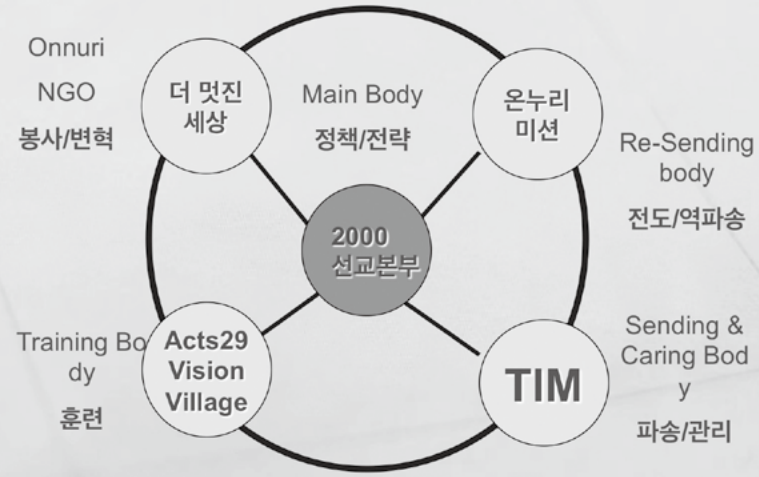 Onnuri
NGO
봉사/변혁
더 멋진
세상
Main Body
정책/전략
온누리
미션
Re-Sending
body
전도/역파송
2000
선교본부
Training Bo
dy
훈련
Acts29
Vision
Village
TIM
Sending &
Caring Bod
y
파송/관리